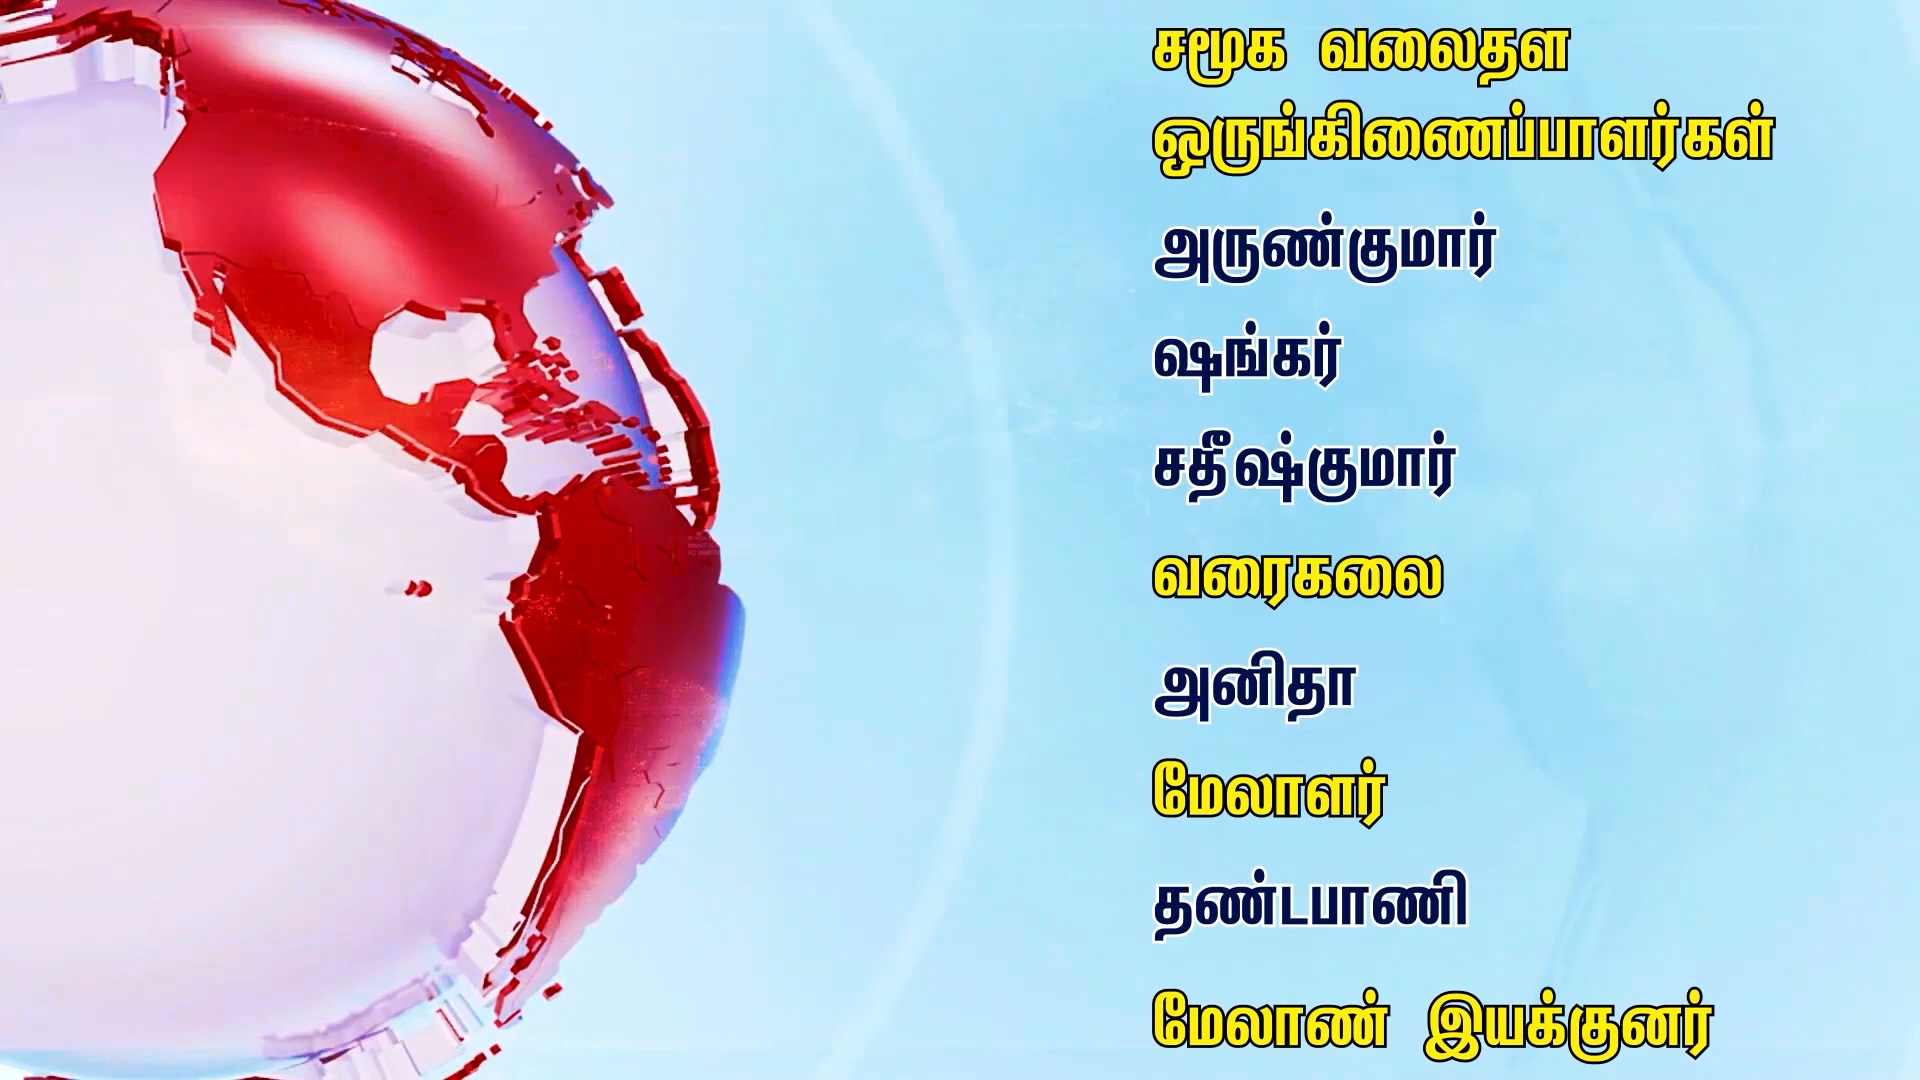 சமூக வலைதள
ஒருங்கிணைப்பாளர்கள்
அருண்குமார்
ஷங்கர்
சதீஷ்குமார்
வரைகலை
அனிதா
மேலாளர்
தண்டபாணி
மேலாண் இயக்குனர்